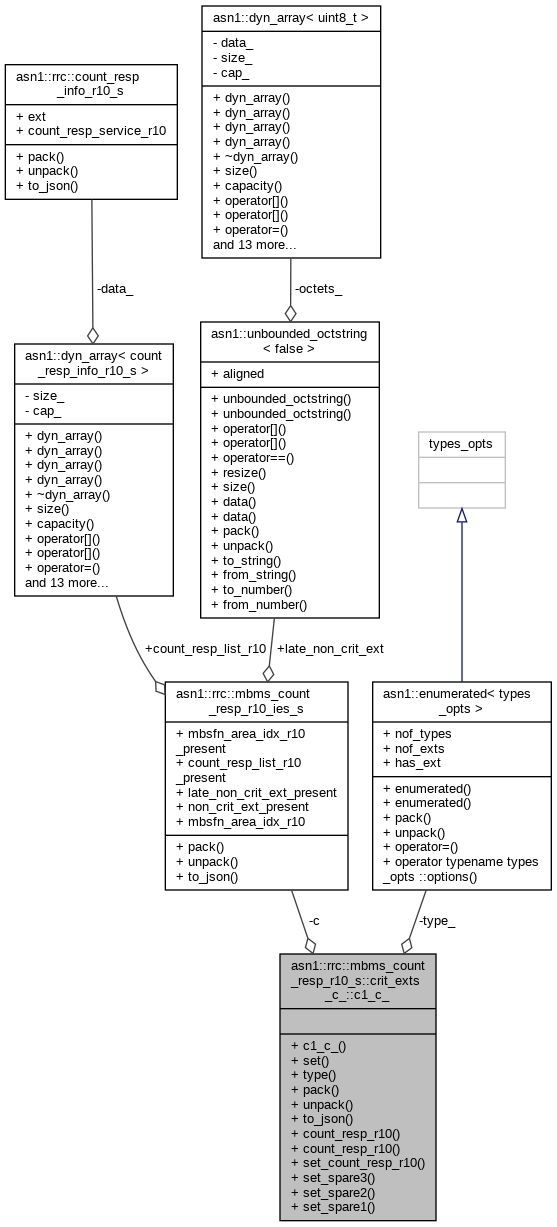 asn1::dyn_array< uint8_t >
- data_
- size_
- cap_
+ dyn_array()
+ dyn_array()
+ dyn_array()
+ dyn_array()
+ ~dyn_array()
+ size()
+ capacity()
+ operator[]()
+ operator[]()
+ operator=()
and 13 more...
asn1::rrc::count_resp
_info_r10_s
+ ext
+ count_resp_service_r10
+ pack()
+ unpack()
+ to_json()
-data_
-octets_
asn1::dyn_array< count
_resp_info_r10_s >
- size_
- cap_
+ dyn_array()
+ dyn_array()
+ dyn_array()
+ dyn_array()
+ ~dyn_array()
+ size()
+ capacity()
+ operator[]()
+ operator[]()
+ operator=()
and 13 more...
asn1::unbounded_octstring
< false >
+ aligned
+ unbounded_octstring()
+ unbounded_octstring()
+ operator[]()
+ operator[]()
+ operator==()
+ resize()
+ size()
+ data()
+ data()
+ pack()
+ unpack()
+ to_string()
+ from_string()
+ to_number()
+ from_number()
types_opts
+count_resp_list_r10
+late_non_crit_ext
asn1::rrc::mbms_count
_resp_r10_ies_s
+ mbsfn_area_idx_r10
_present
+ count_resp_list_r10
_present
+ late_non_crit_ext_present
+ non_crit_ext_present
+ mbsfn_area_idx_r10
+ pack()
+ unpack()
+ to_json()
asn1::enumerated< types
_opts >
+ nof_types
+ nof_exts
+ has_ext
+ enumerated()
+ enumerated()
+ pack()
+ unpack()
+ operator=()
+ operator typename types
_opts ::options()
-c
-type_
asn1::rrc::mbms_count
_resp_r10_s::crit_exts
_c_::c1_c_
+ c1_c_()
+ set()
+ type()
+ pack()
+ unpack()
+ to_json()
+ count_resp_r10()
+ count_resp_r10()
+ set_count_resp_r10()
+ set_spare3()
+ set_spare2()
+ set_spare1()